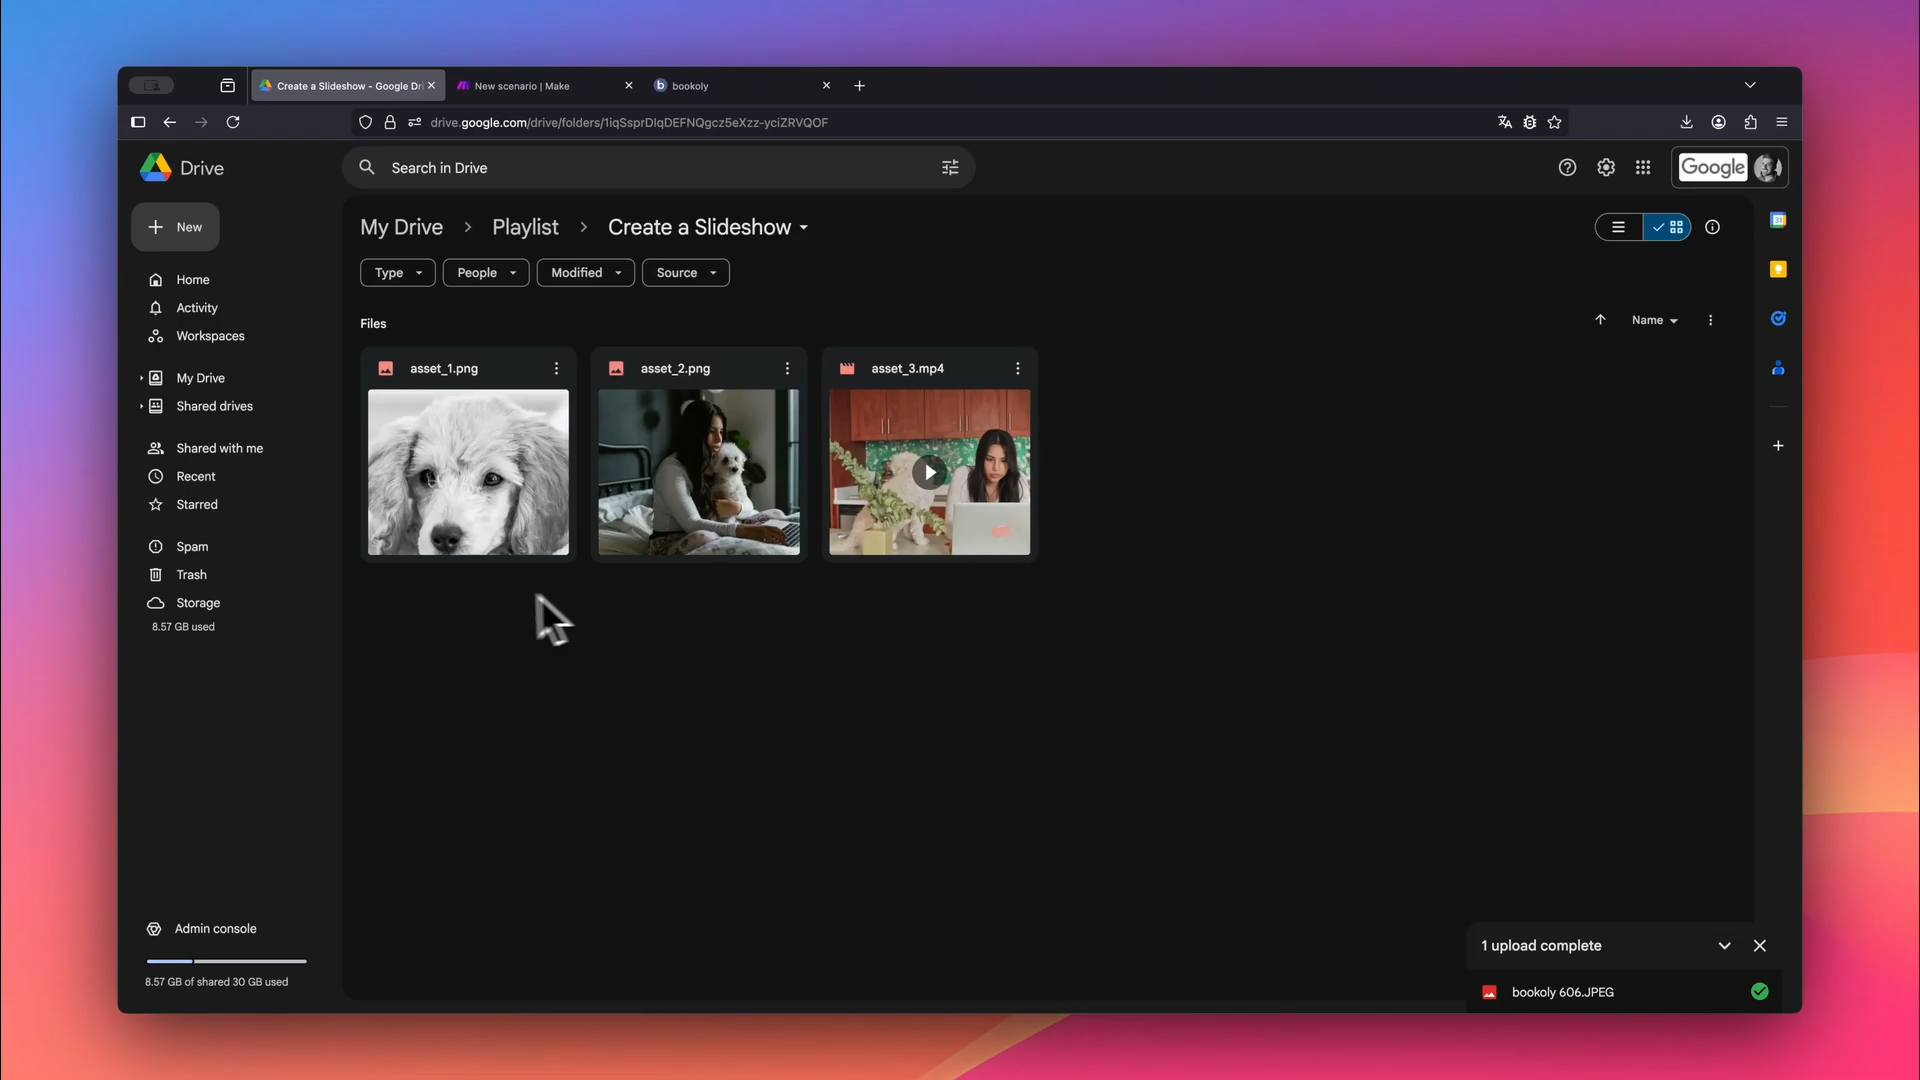 Create a Slideshow - Google Dri
New scenario | Make
bookoly
drive.google.com/drive/folders/1iqSsprDlqDEFNQgcz5eXzz-yciZRVQOF
Drive
Search in Drive
Google
New
My Drive
Playlist
Create a Slideshow
Type
People
Modified
Source
Home
Activity
Workspaces
My Drive
Shared drives
Shared with me
Recent
Starred
Spam
Trash
Storage
8.57 GB used
Files
Name
asset_1.png
asset_2.png
asset_3.mp4
31
Admin console
8.57 GB of shared 30 GB used
1 upload complete
bookoly 606.JPEG